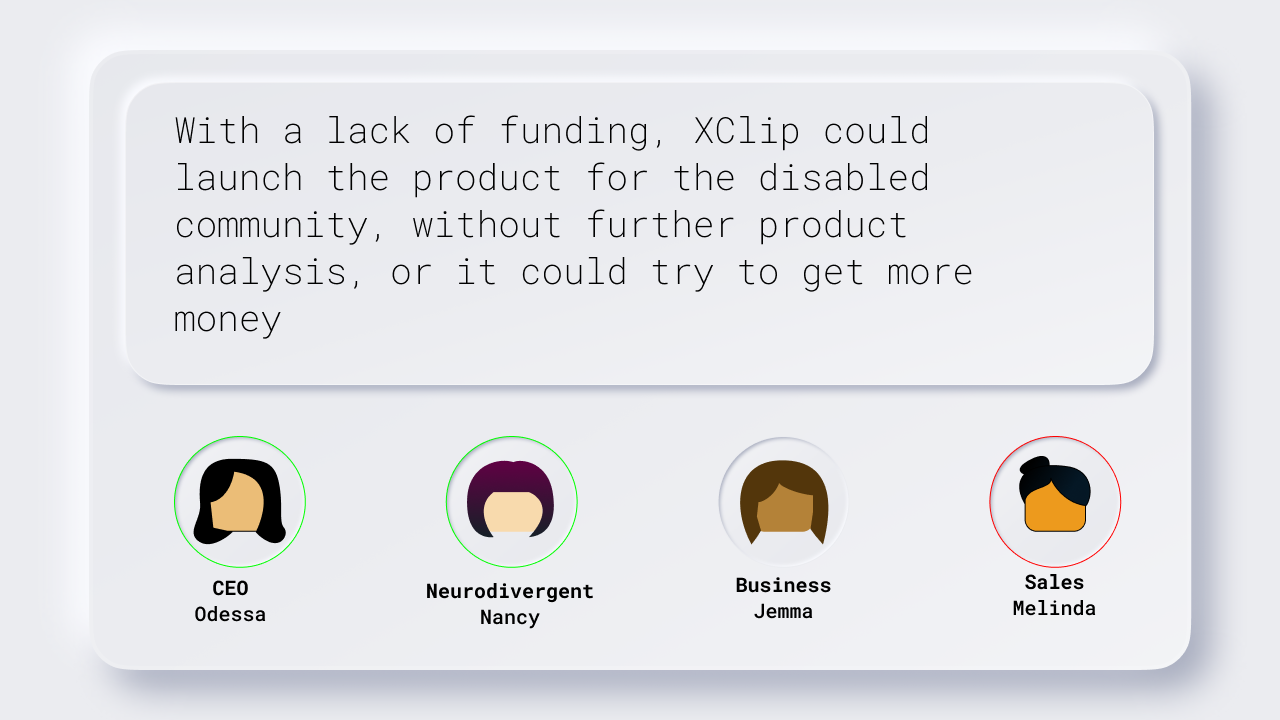 With a lack of funding, XClip could
launch the product for the disabled
community, without further product
analysis, or it could try to get more
money
CEO
Odessa
Neurodivergent
Nancy
Business
Jemma
Sales
Melinda